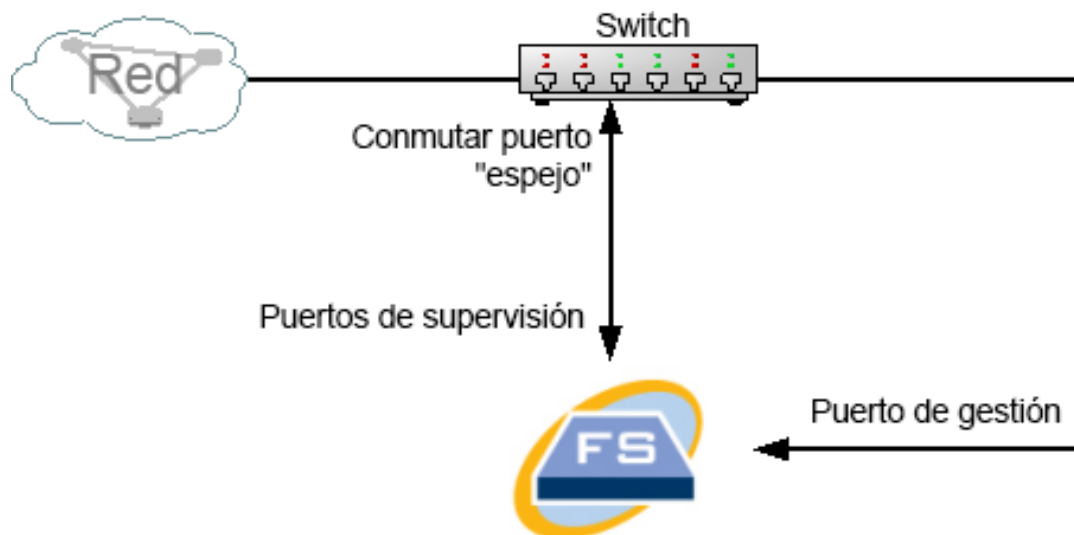 Switch
Red
Conmutar puerto
"espejo"
Puertos de supervisión
Puerto de gestión
FS